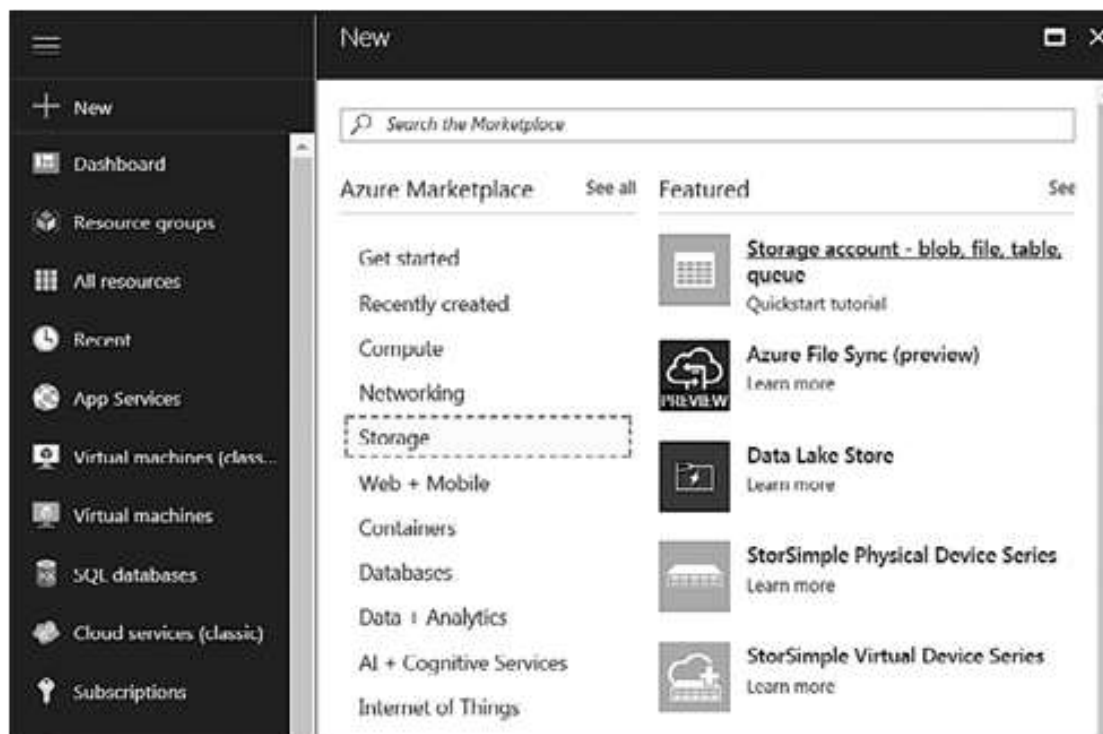 New
New
Dashboard
Resource groups
All resources
Recent
App Services
Virtual machines (class...
Virtual machines
SQL databases
Cloud services (classic)
Subscriptions
Search the Marketplace
Azure Marketplace
See all
Get started
Recently created
Compute
Networking
Storage
Web + Mobile
Containers
Databases
Data + Analytics
AI + Cognitive Services
Internet of Things
Featured
See
Storage account - blob, file, table,
queue
Quickstart tutorial
PREVIEW
Azure File Sync (preview)
Learn more
Data Lake Store
Learn more
StorSimple Physical Device Series
Learn more
StorSimple Virtual Device Series
Learn more